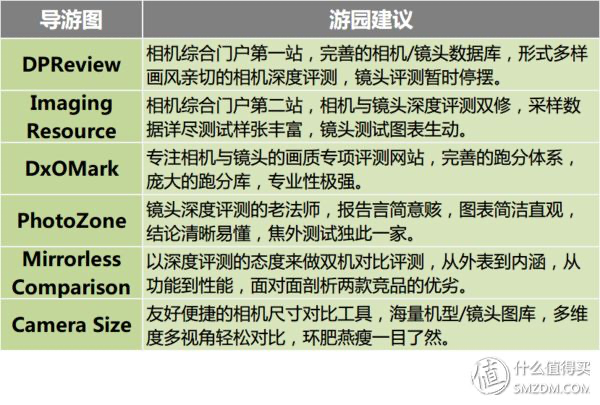 导游图
游园建议
DPReview
相机综合门户第一站，完善的相机/镜头数据库，形式多样
画风亲切的相机深度评测，镜头评测暂时停摆。
Imaging
Resource
相机综合门户第二站，相机与镜头深度评测双修，采样数
据详尽测试样张丰富，镜头测试图表生动。
DxOMark
专注相机与镜头的画质专项评测网站，完善的跑分体系，
庞大的跑分库，专业性极强。
PhotoZone
镜头深度评测的老法师，报告言简意赅，图表简洁直观，
结论清晰易懂，焦外测试独此一家。
Mirrorless
Comparison
以深度评测的态度来做双机对比评测，从外表到内涵，从
功能到性能，面对面剖析两款竞品的优劣。
Camera Size
友好便捷的相机尺寸对比工具，海量机型/镜头图库，多维
度多视角轻松对比，环肥燕瘦一目了然。
值 什么值得买
SMZDM.COM